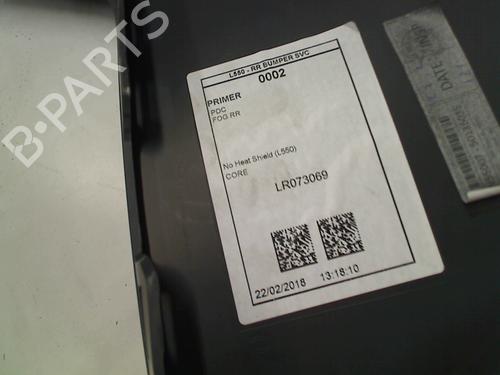 L550 - RR BUMPER SVC
0002
PRIMER
PDC
FOG RR
No Heat Shield (L550)
CORE
LR073069
22/02/2018 13:18:10
DATE
B-PARTS